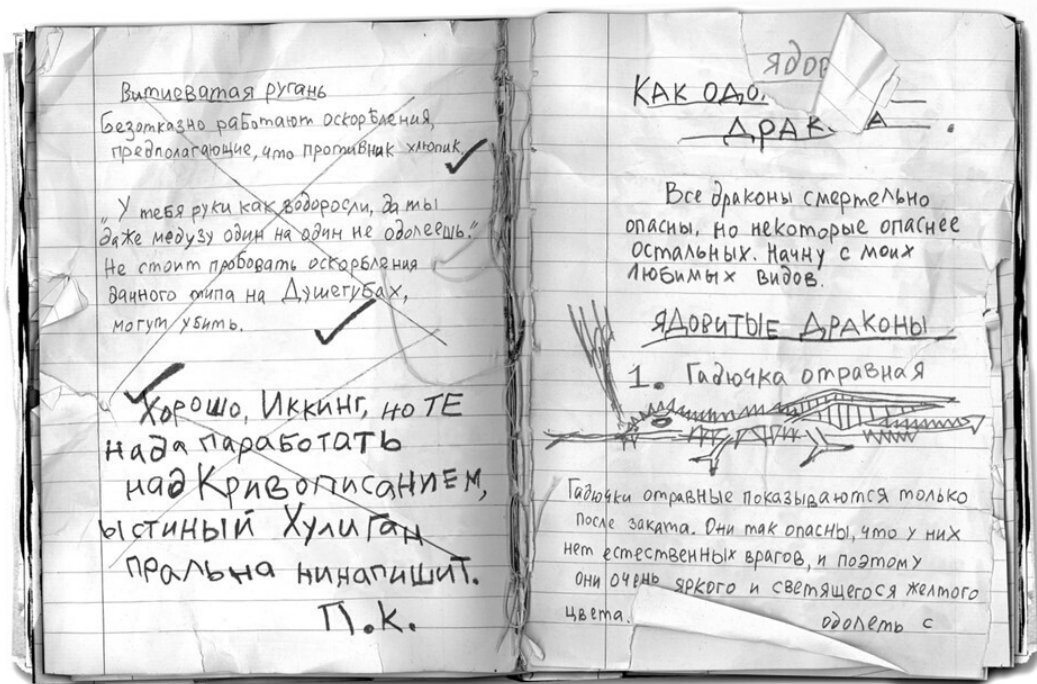 Витиеватая ругань
Безотказно работают оскорбления,
предполагающие, что противник хлюпик.
„У тебя руки как водоросли, да ты
даже медузу один на один не одолеешь."
Не стоит пробовать оскорбления
данного типа на Душегубах,
могут убить.
Хорошо, Иккинг, но ТЕ
нада паработать
над Кривописанием,
ыстиный Хулиган
пральна нинапишит.
П.К.
КАК ОДО
ДРАК А.
Все драконы смертельно
опасны, но некоторые опаснее
остальных. Начну с моих
любимых видов.
ЯДОВИТЫЕ ДРАКОНЫ
1. Гадючка отравная
Гадючки отравные показываются только
после заката. Они так опасны, что у них
нет естественных врагов, и поэтому
они очень яркого и светящегося желтого
цвета. одолеть с